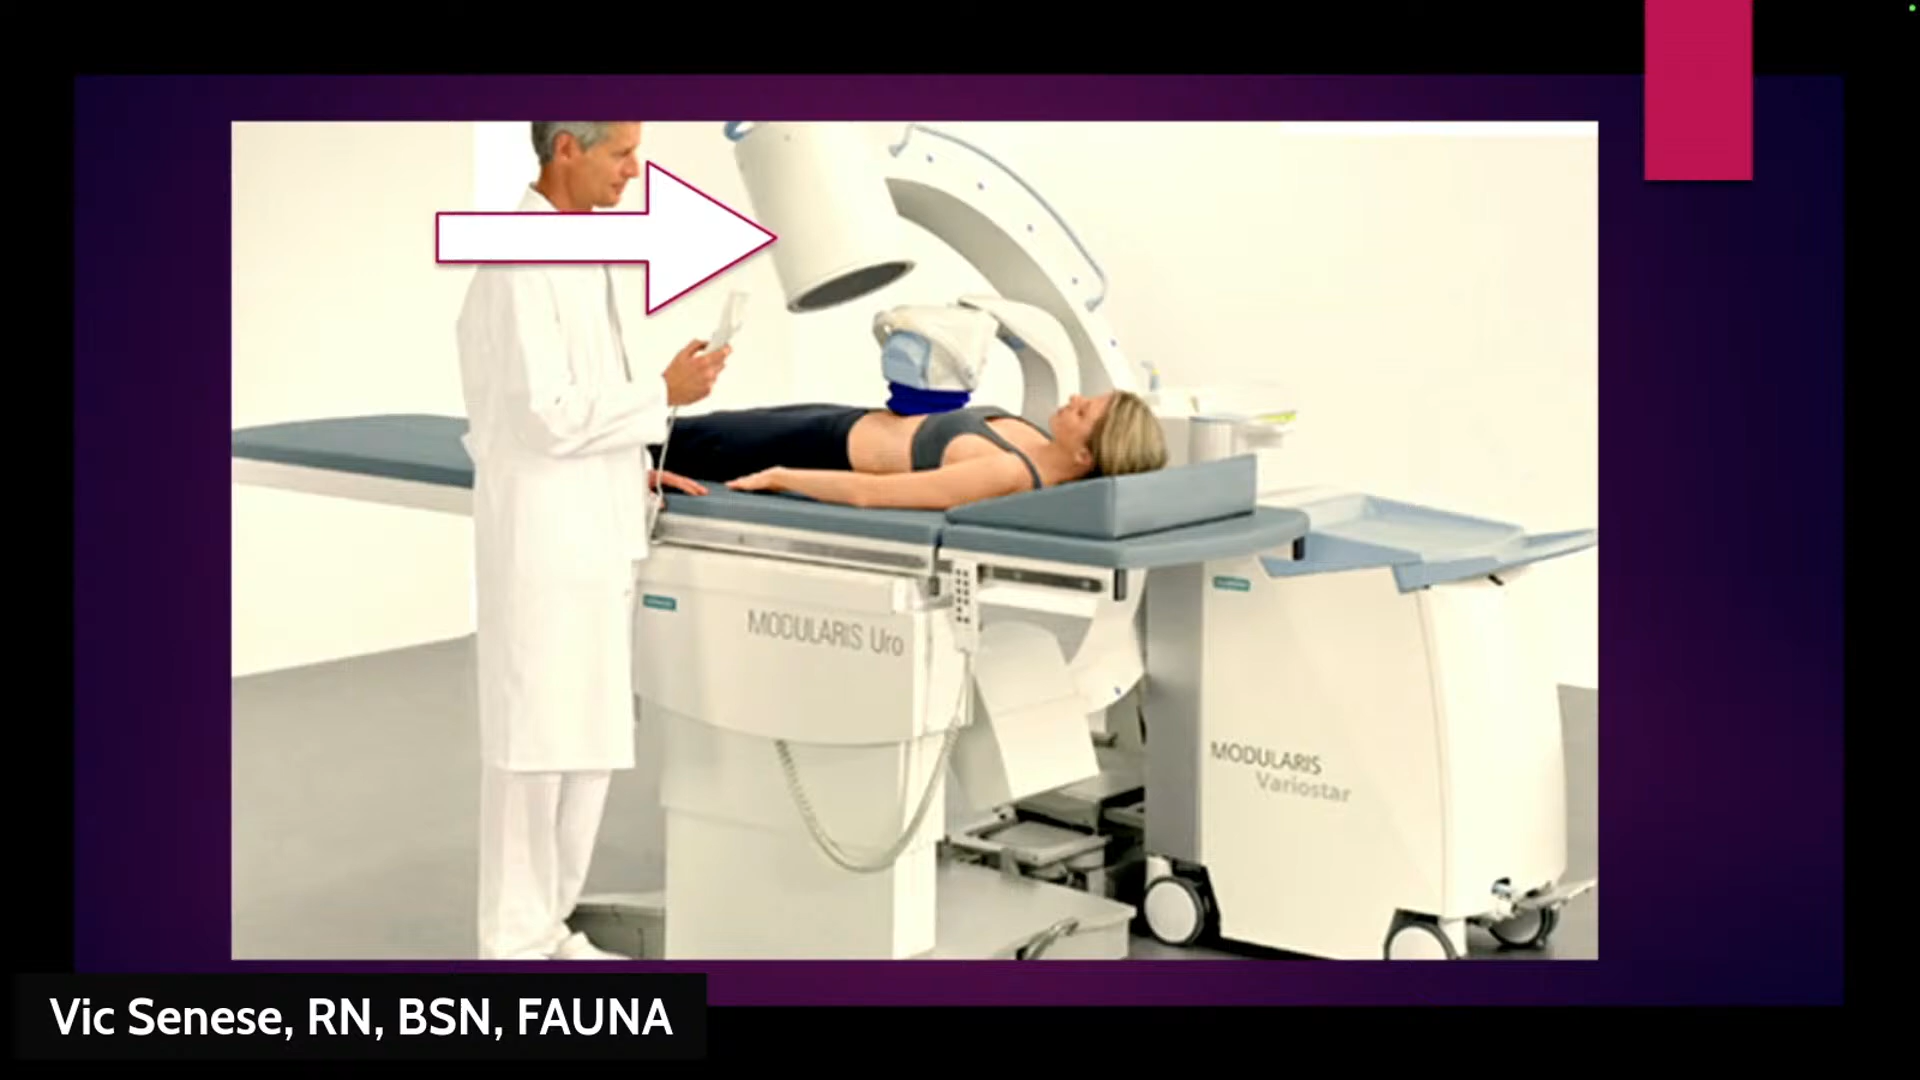 MODULARIS Uro
MODULARIS
Variostar
Vic Senese, RN, BSN, FAUNA